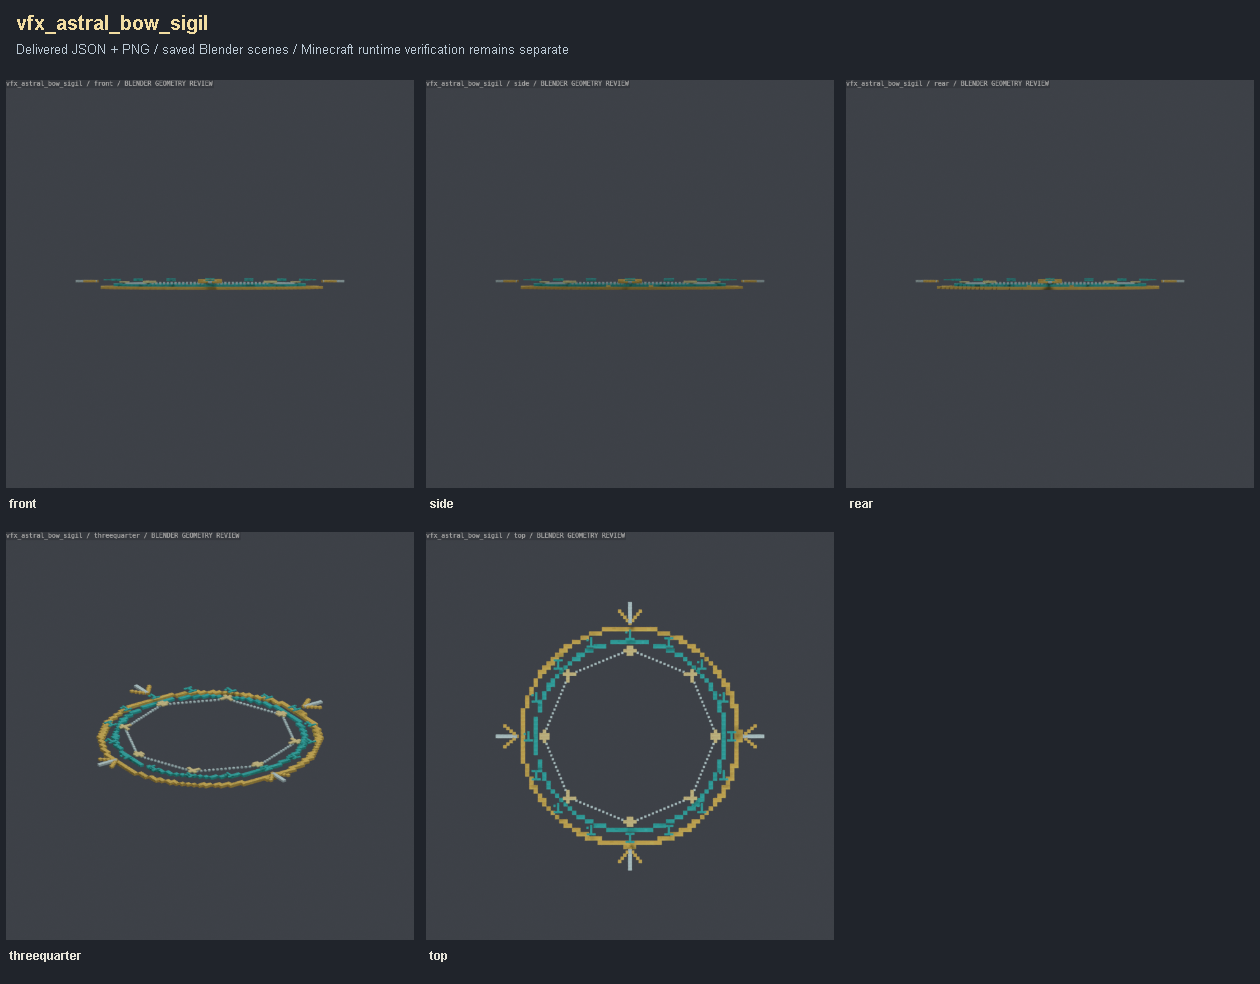 vfx_astral_bow_sigil
Delivered JSON + PNG / saved Blender scenes / Minecraft runtime verification remains separate
vfx_astral_bow_sigil / front / BLENDER GEOMETRY REVIEW
vfx_astral_bow_sigil / side / BLENDER GEOMETRY REVIEW
vfx_astral_bow_sigil / rear / BLENDER GEOMETRY REVIEW
front
side
rear
vfx_astral_bow_sigil / threequarter / BLENDER GEOMETRY REVIEW
vfx_astral_bow_sigil / top / BLENDER GEOMETRY REVIEW
threequarter
top